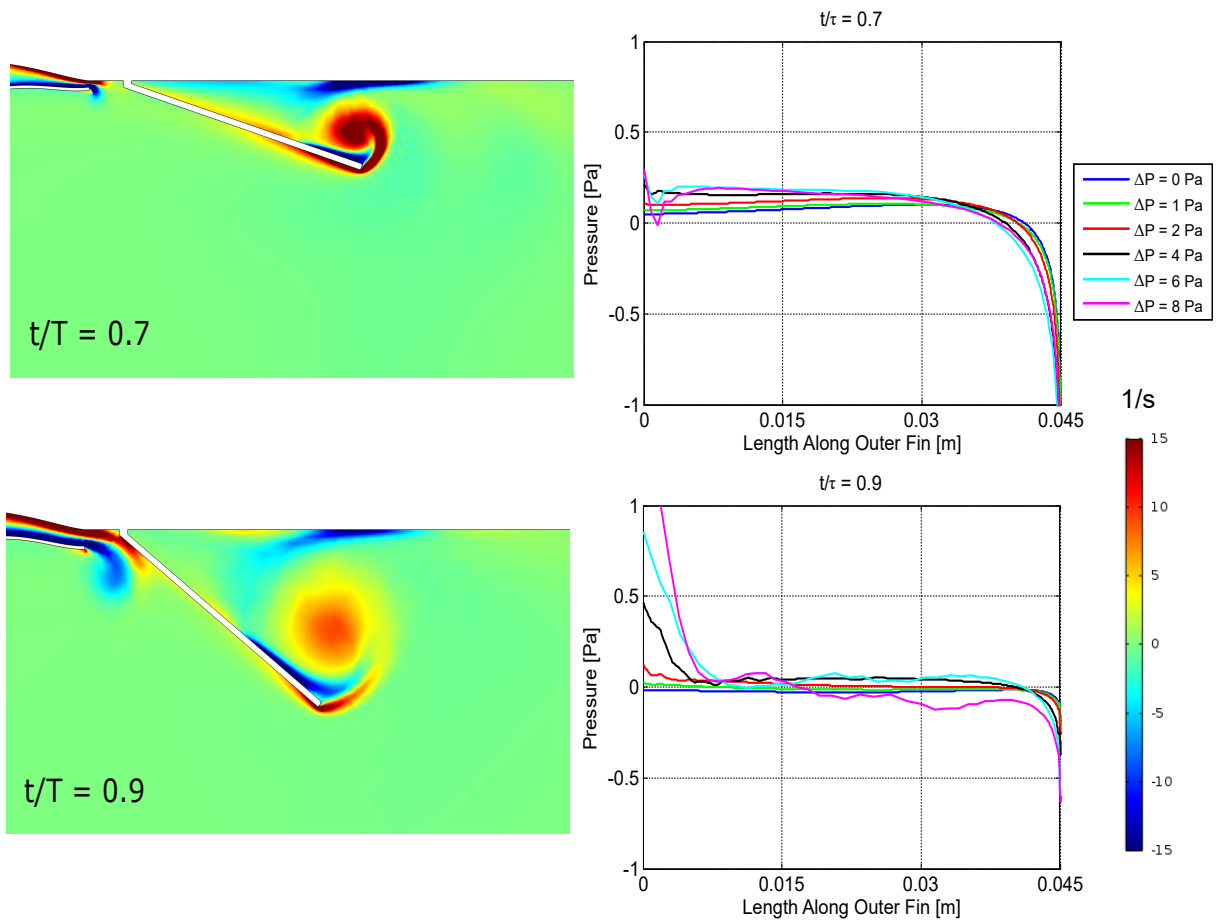 t/T = 0.7
t/τ = 0.7
1
0.5
0
-0.5
-1
Pressure [Pa]
0
0.015
0.03
0.045
Length Along Outer Fin [m]
ΔP = 0 Pa
ΔP = 1 Pa
ΔP = 2 Pa
ΔP = 4 Pa
ΔP = 6 Pa
ΔP = 8 Pa
t/T = 0.9
t/τ = 0.9
1
0.5
0
-0.5
-1
Pressure [Pa]
0
0.015
0.03
0.045
Length Along Outer Fin [m]
1/s
15
10
5
0
-5
-10
-15